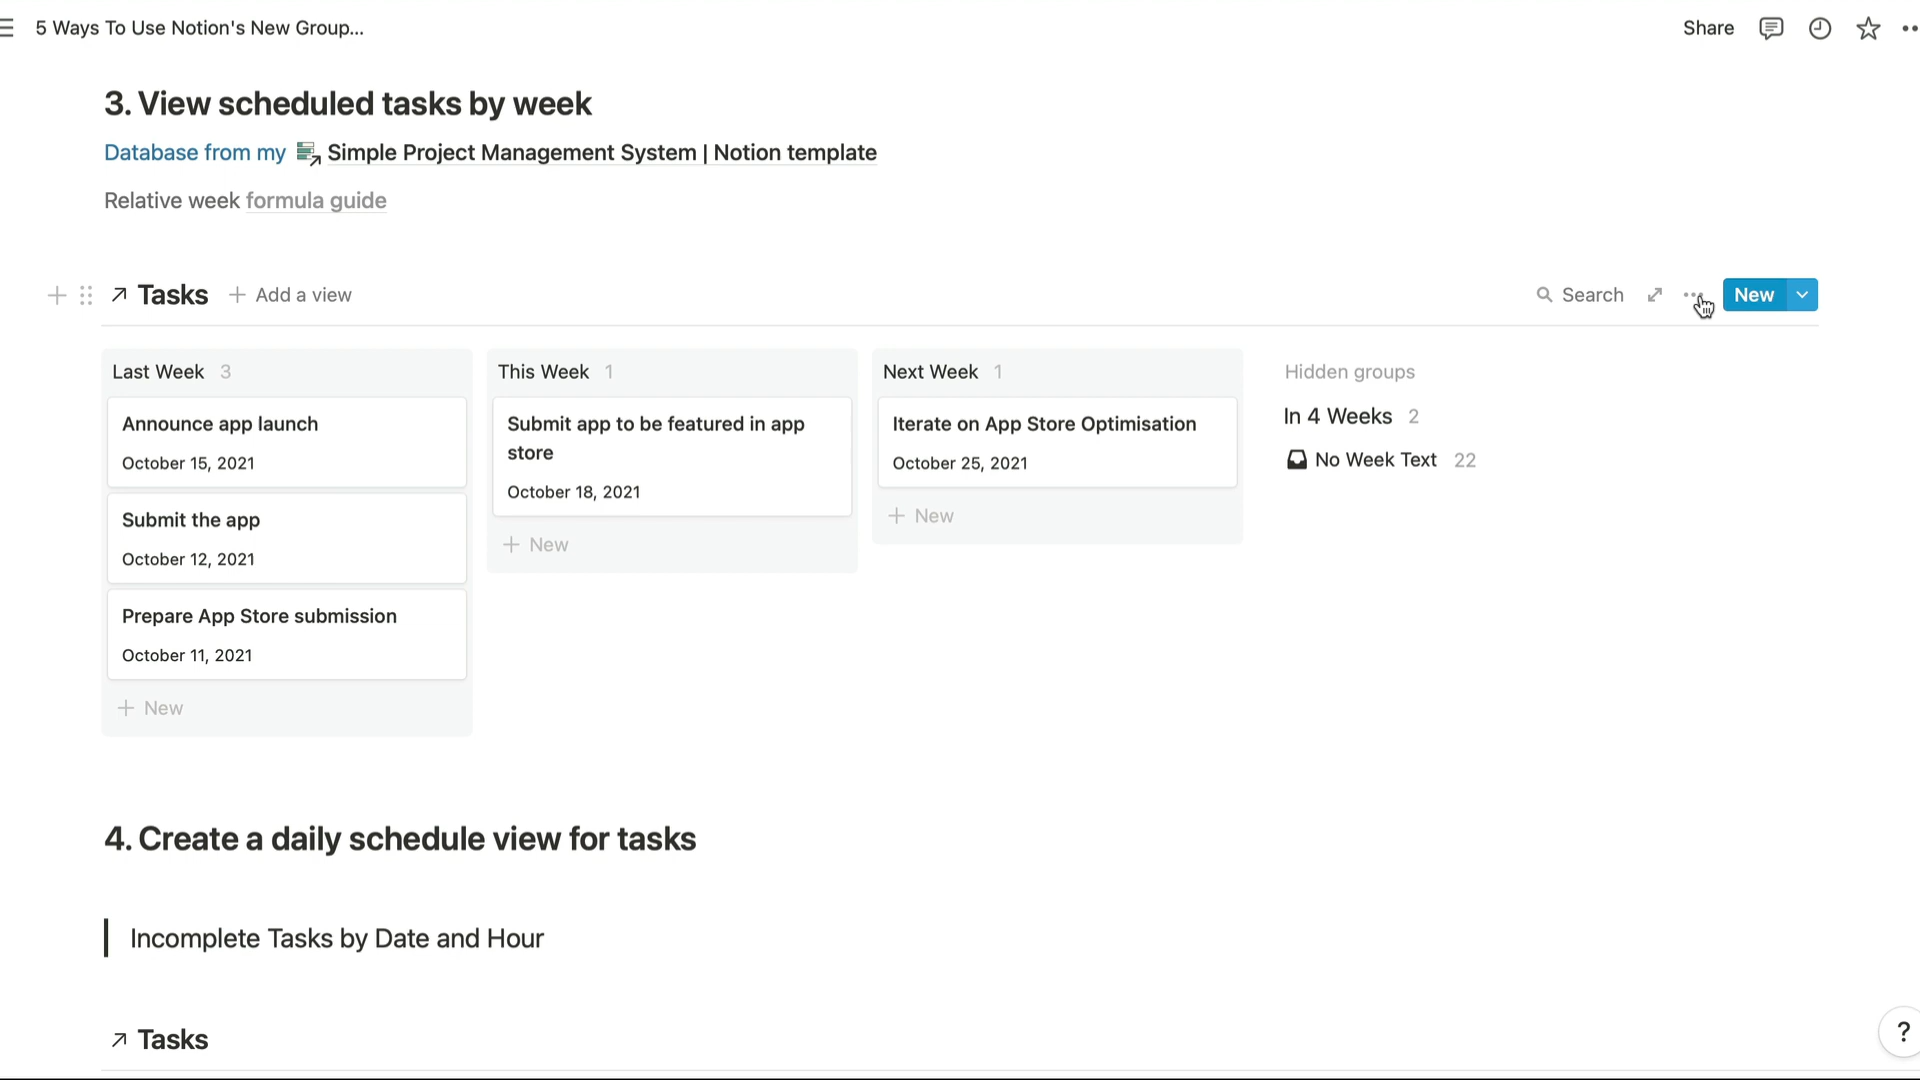 5 Ways To Use Notion's New Group...
Share
3. View scheduled tasks by week
Database from my Simple Project Management System | Notion template
Relative week formula guide
Tasks + Add a view
Search
New
Last Week 3
Announce app launch
October 15, 2021
Submit the app
October 12, 2021
Prepare App Store submission
October 11, 2021
+ New
This Week 1
Submit app to be featured in app
store
October 18, 2021
+ New
Next Week 1
Iterate on App Store Optimisation
October 25, 2021
+ New
Hidden groups
In 4 Weeks 2
No Week Text 22
4. Create a daily schedule view for tasks
Incomplete Tasks by Date and Hour
Tasks
?